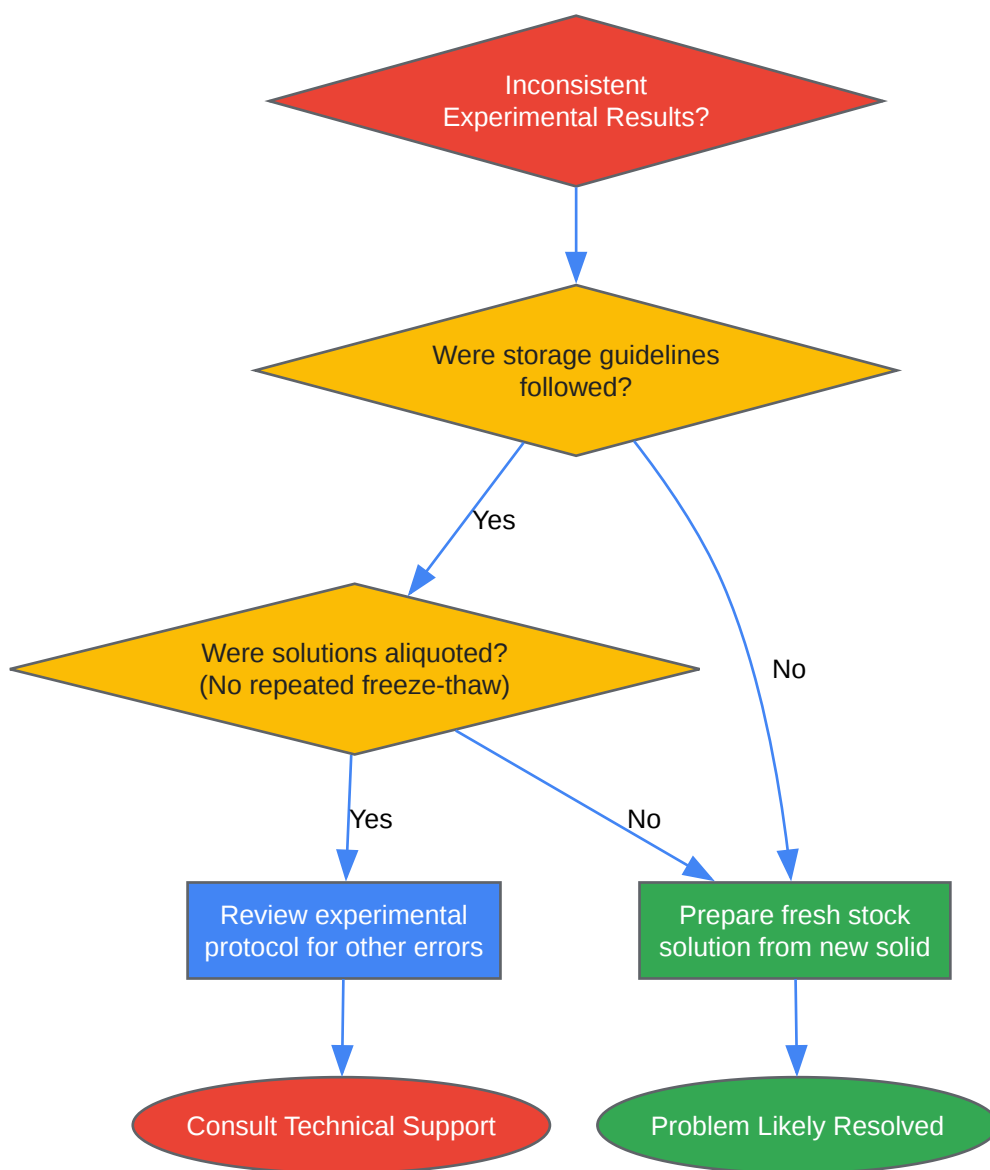 Inconsistent
Experimental Results?
Were storage guidelines
followed?
Yes
No
Were solutions aliquoted?
(No repeated freeze-thaw)
Yes
No
Review experimental
protocol for other errors
Prepare fresh stock
solution from new solid
Consult Technical Support
Problem Likely Resolved